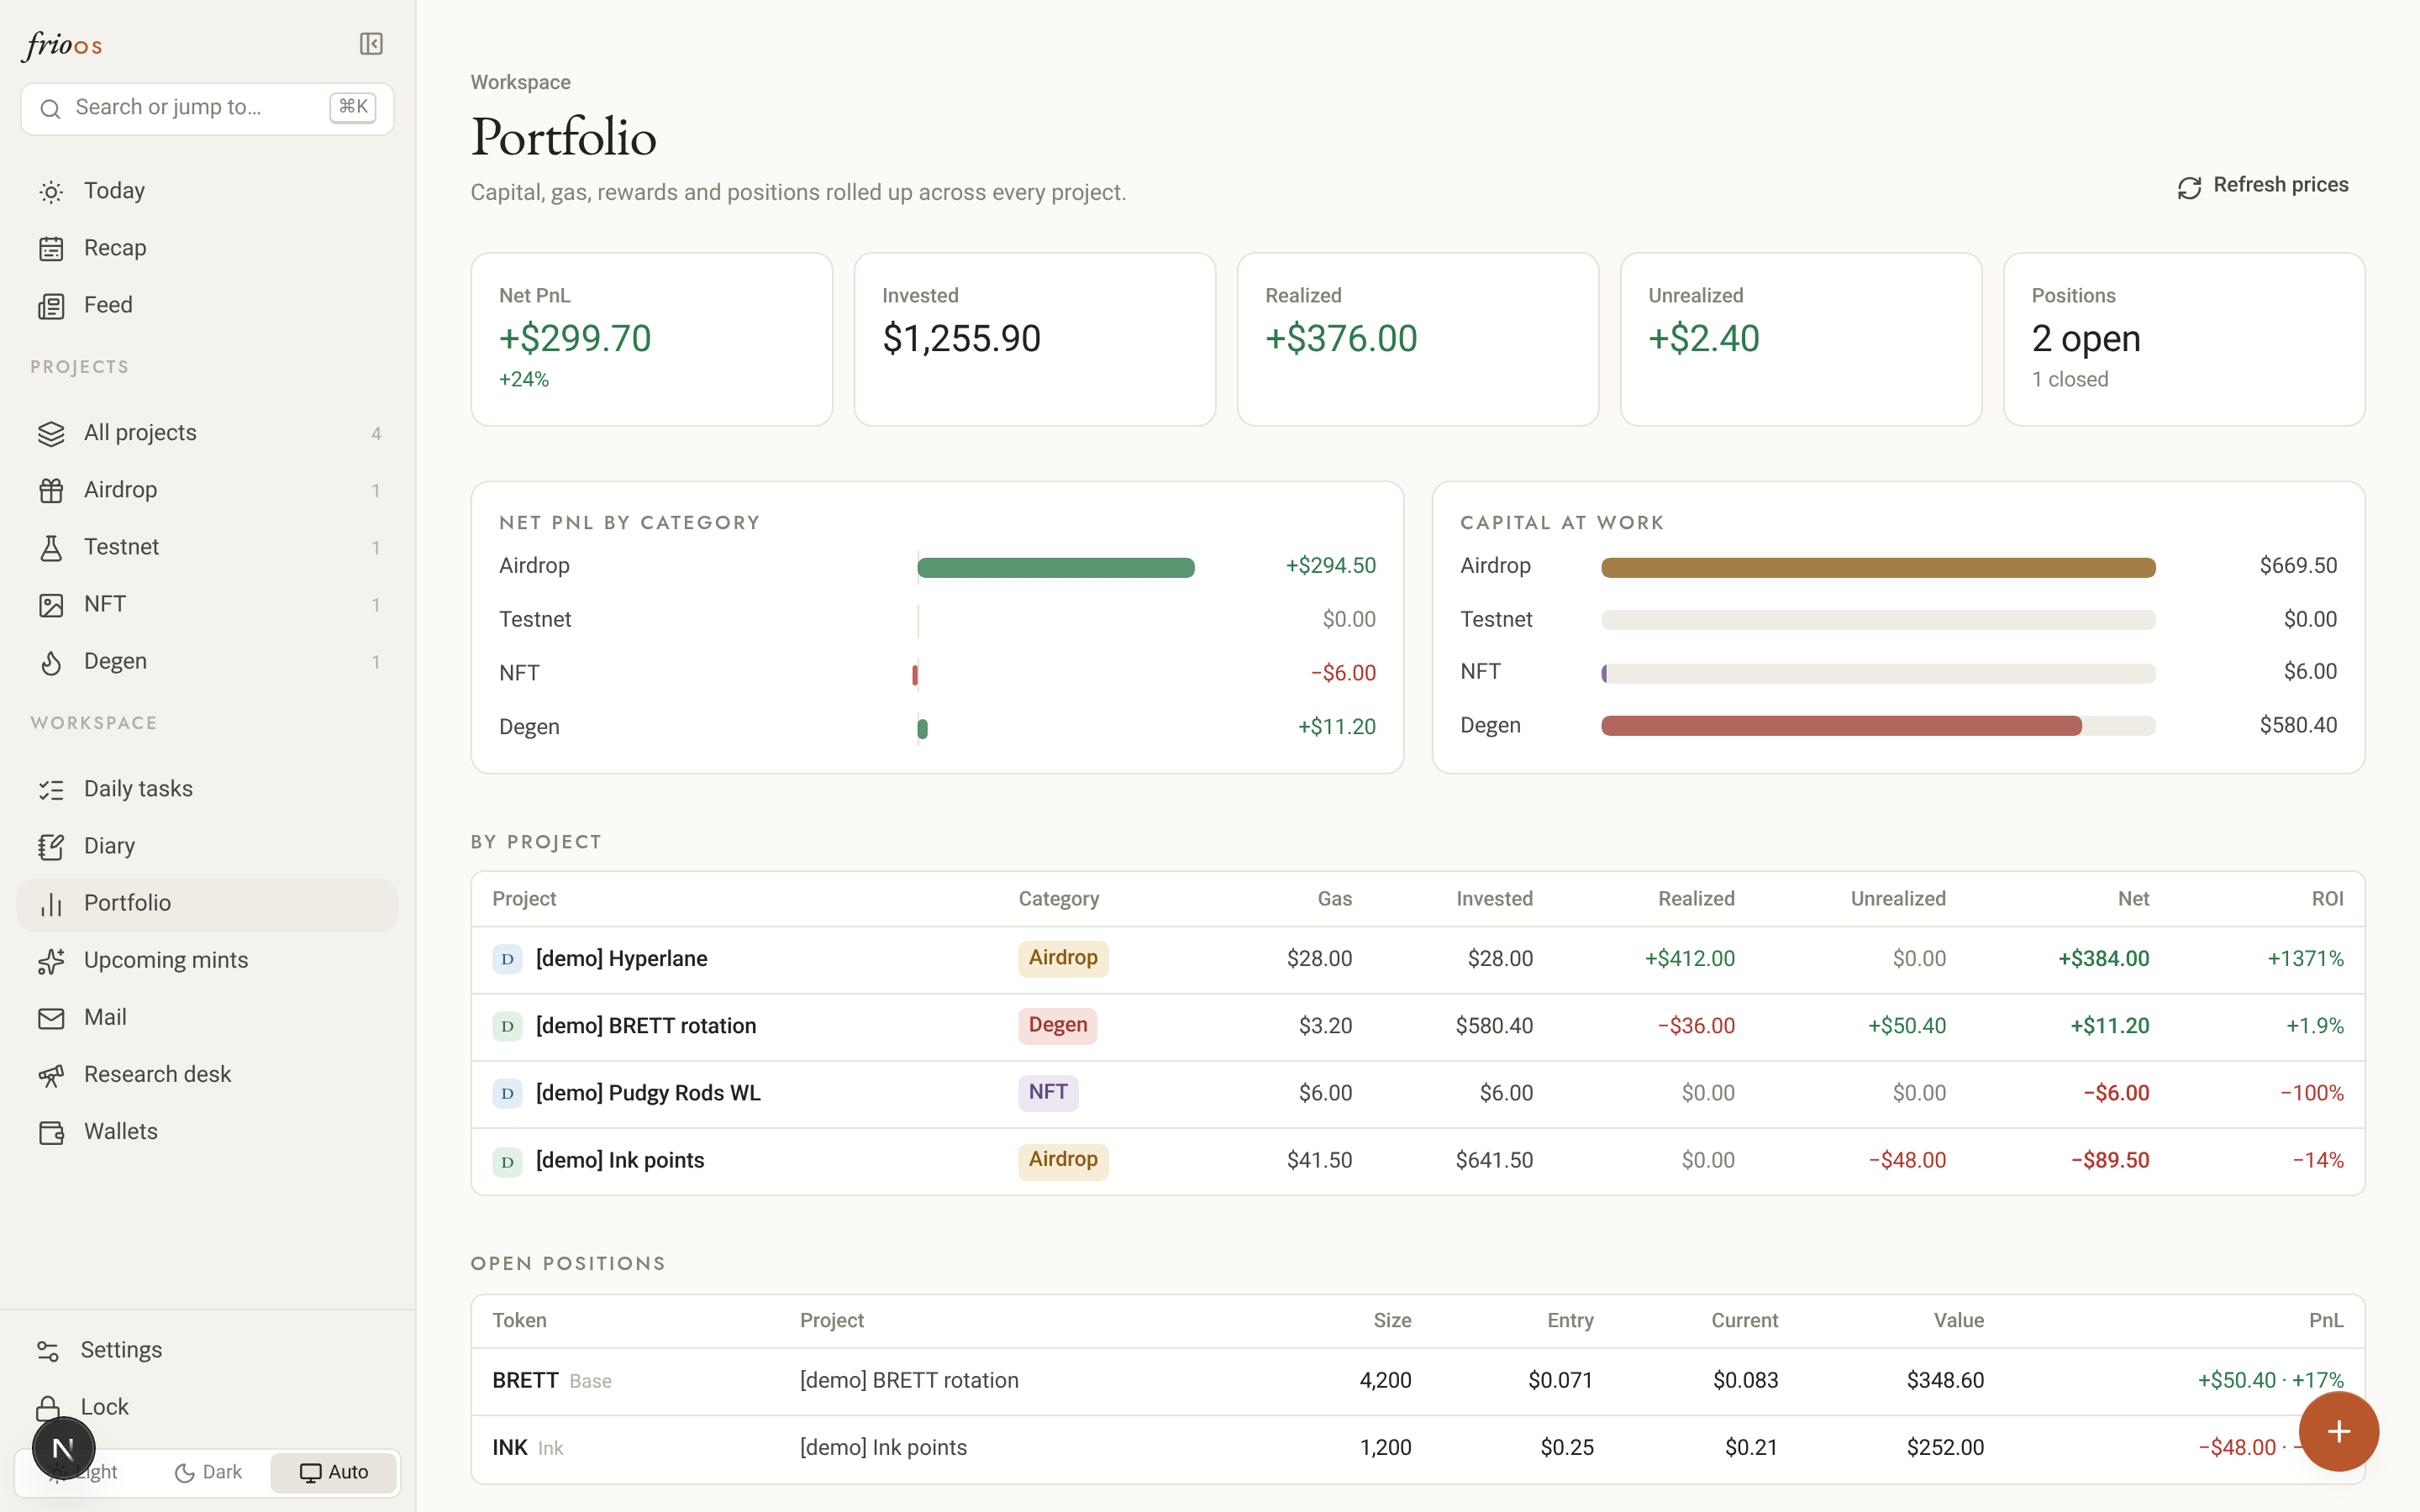 frioos
Search or jump to... ⌘K
Today
Recap
Feed
PROJECTS
All projects 4
Airdrop 1
Testnet 1
NFT 1
Degen 1
WORKSPACE
Daily tasks
Diary
Portfolio
Upcoming mints
Mail
Research desk
Wallets
Settings
Lock
N
Light Dark Auto
Workspace
Portfolio
Capital, gas, rewards and positions rolled up across every project.
Refresh prices
Net PnL
+$299.70
+24%
Invested
$1,255.90
Realized
+$376.00
Unrealized
+$2.40
Positions
2 open
1 closed
NET PNL BY CATEGORY
Airdrop +$294.50
Testnet $0.00
NFT −$6.00
Degen +$11.20
CAPITAL AT WORK
Airdrop $669.50
Testnet $0.00
NFT $6.00
Degen $580.40
BY PROJECT
Project Category Gas Invested Realized Unrealized Net ROI
D [demo] Hyperlane Airdrop $28.00 $28.00 +$412.00 $0.00 +$384.00 +1371%
D [demo] BRETT rotation Degen $3.20 $580.40 −$36.00 +$50.40 +$11.20 +1.9%
D [demo] Pudgy Rods WL NFT $6.00 $6.00 $0.00 $0.00 −$6.00 −100%
D [demo] Ink points Airdrop $41.50 $641.50 $0.00 −$48.00 −$89.50 −14%
OPEN POSITIONS
Token Project Size Entry Current Value PnL
BRETT Base [demo] BRETT rotation 4,200 $0.071 $0.083 $348.60 +$50.40 · +17%
INK Ink [demo] Ink points 1,200 $0.25 $0.21 $252.00 −$48.00 · −